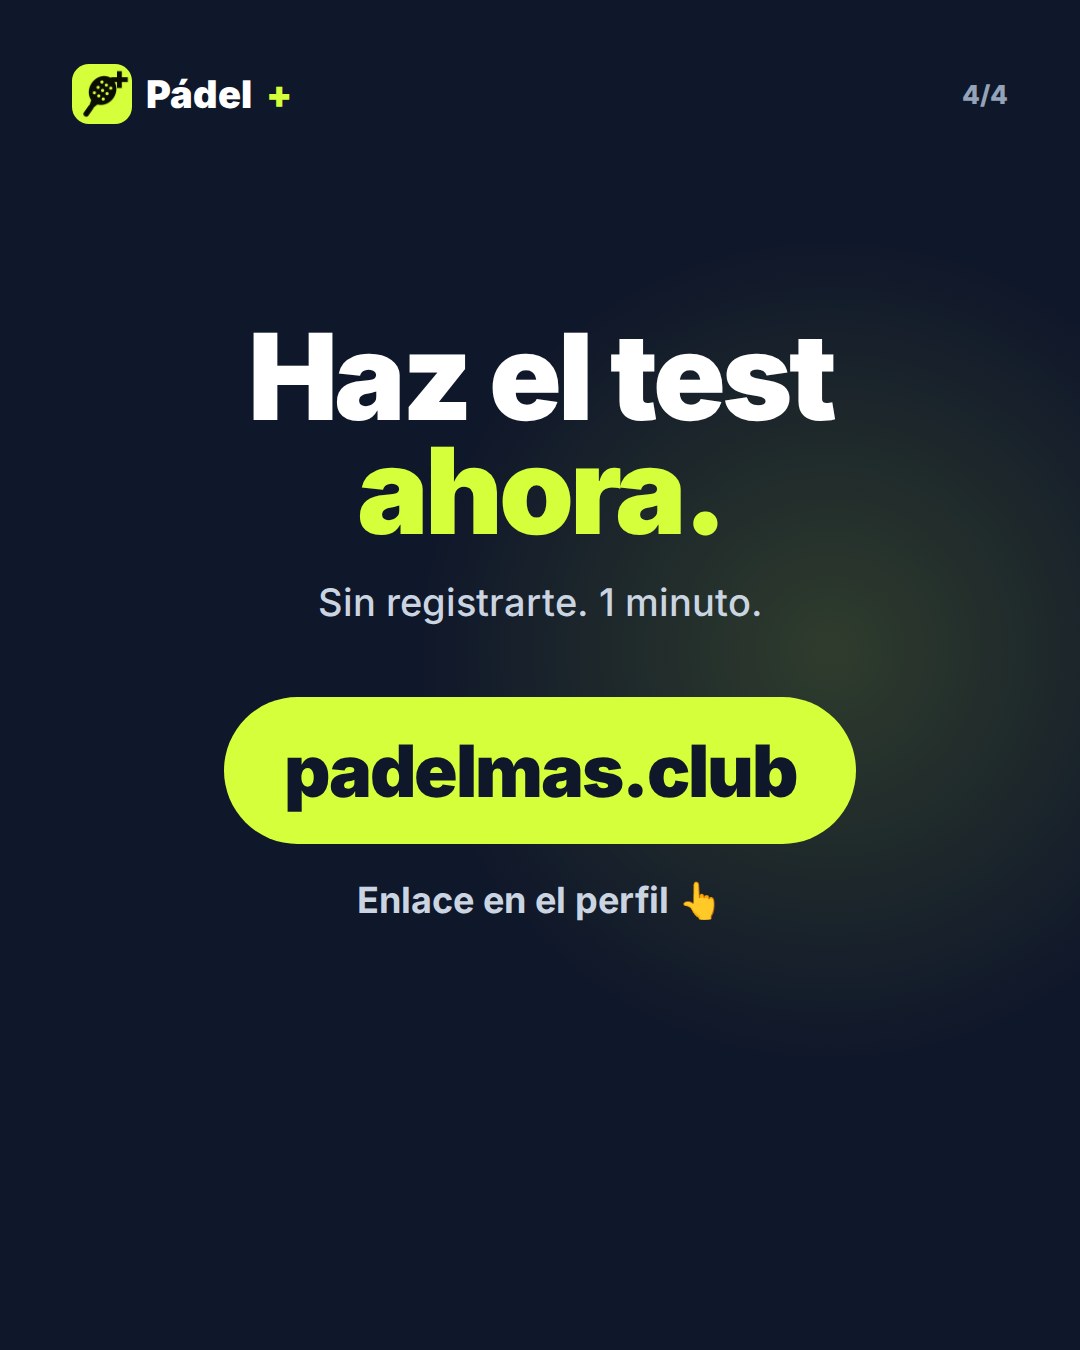 Pádel +
4/4
Haz el test
ahora.
Sin registrarte. 1 minuto.
padelmas.club
Enlace en el perfil 👆